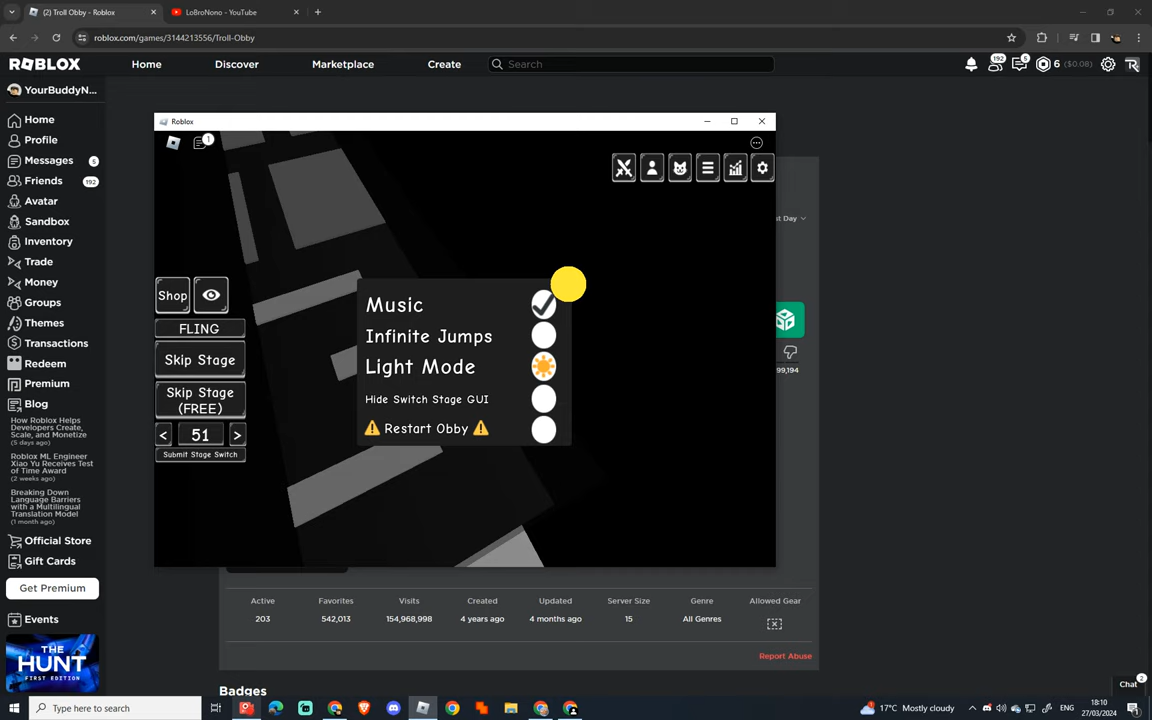 (2) Troll Obby - Roblox
LoBroNono - YouTube
roblox.com/games/3144213556/Troll-Obby
ROBLOX
Home
Discover
Marketplace
Create
Search
192
5
6
($0.08)
YourBuddyN...
Home
Profile
Messages 5
Friends 192
Avatar
Sandbox
Inventory
Trade
Money
Groups
Themes
Transactions
Redeem
Premium
Blog
How Roblox Helps
Developers Create,
Scale, and Monetize
(5 days ago)
Roblox ML Engineer
Xiao Yu Receives Test
of Time Award
(2 weeks ago)
Breaking Down
Language Barriers
with a Multilingual
Translation Model
(1 month ago)
Official Store
Gift Cards
Get Premium
Events
THE
HUNT
FIRST EDITION
Roblox
1
Shop
FLING
Skip Stage
Skip Stage
(FREE)
< 51 >
Submit Stage Switch
Music
Infinite Jumps
Light Mode
Hide Switch Stage GUI
⚠ Restart Obby ⚠
st Day
99,194
Active
Favorites
Visits
Created
Updated
Server Size
Genre
Allowed Gear
203
542,013
154,968,998
4 years ago
4 months ago
15
All Genres
Report Abuse
Badges
Chat 2
Type here to search
17°C Mostly cloudy
ENG
18:10
27/03/2024